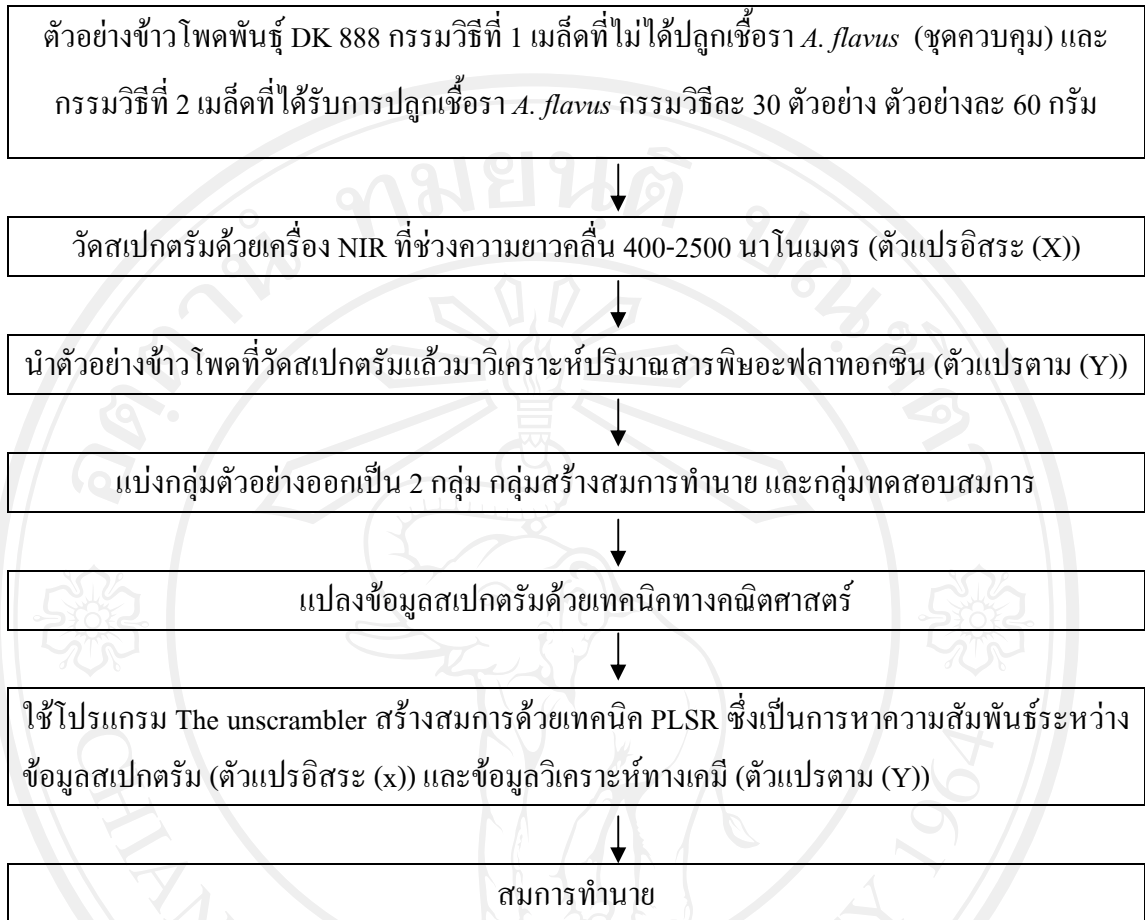 ตัวอย่างข้าวโพดพันธุ์ DK 888 กรรมวิธีที่ 1 เมล็ดที่ไม่ได้ปลูกเชื้อรา A. flavus (ชุดควบคุม) และ
กรรมวิธีที่ 2 เมล็ดที่ได้รับการปลูกเชื้อรา A. flavus กรรมวิธีละ 30 ตัวอย่าง ตัวอย่างละ 60 กรัม
วัดสเปกตรัมด้วยเครื่อง NIR ที่ช่วงความยาวคลื่น 400-2500 นาโนเมตร (ตัวแปรอิสระ (X))
นำตัวอย่างข้าวโพดที่วัดสเปกตรัมแล้วมาวิเคราะห์ปริมาณสารพิษอะฟลาทอกซิน (ตัวแปรตาม (Y))
แบ่งกลุ่มตัวอย่างออกเป็น 2 กลุ่ม กลุ่มสร้างสมการทำนาย และกลุ่มทดสอบสมการ
แปลงข้อมูลสเปกตรัมด้วยเทคนิคทางคณิตศาสตร์
ใช้โปรแกรม The unscrambler สร้างสมการด้วยเทคนิค PLSR ซึ่งเป็นการหาความสัมพันธ์ระหว่าง
ข้อมูลสเปกตรัม (ตัวแปรอิสระ (x)) และข้อมูลวิเคราะห์ทางเคมี (ตัวแปรตาม (Y))
สมการทำนาย